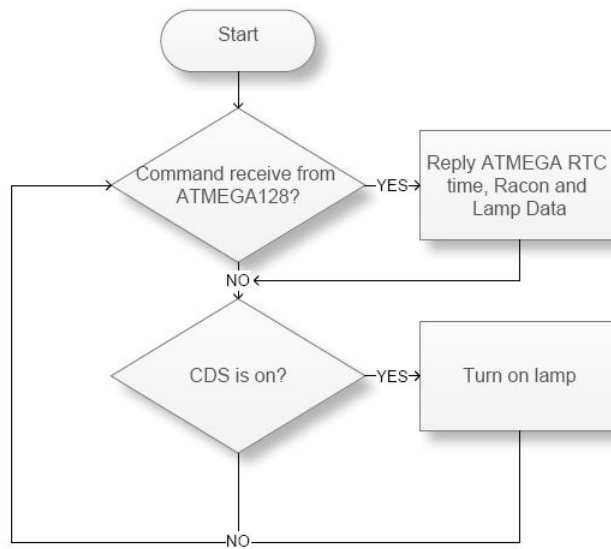 Start
Command receive from
ATMEGA128?
YES
Reply ATMEGA RTC
time, Racon and
Lamp Data
NO
CDS is on?
YES
Turn on lamp
NO